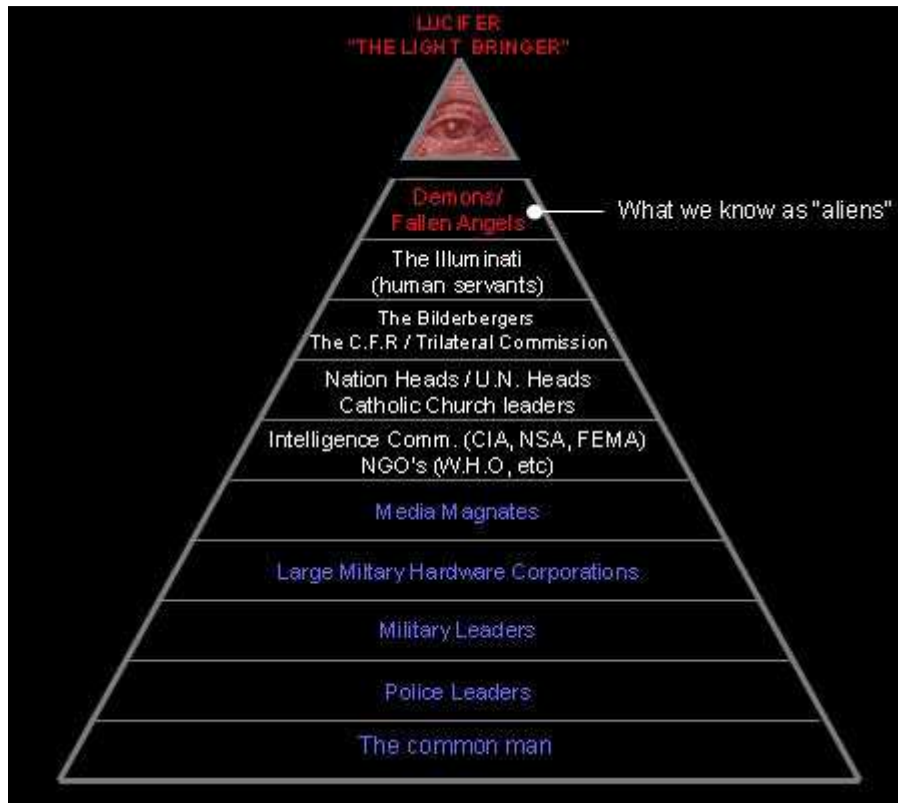 LUCIFER
"THE LIGHT BRINGER"
Demons/
Fallen Angels
What we know as "aliens"
The Illuminati
(human servants)
The Bilderbergers
The C.F.R / Trilateral Commission
Nation Heads / U.N. Heads
Catholic Church leaders
Intelligence Comm. (CIA, NSA, FEMA)
NGO's (W.H.O, etc)
Media Magnates
Large Miltary Hardware Corporations
Military Leaders
Police Leaders
The common man